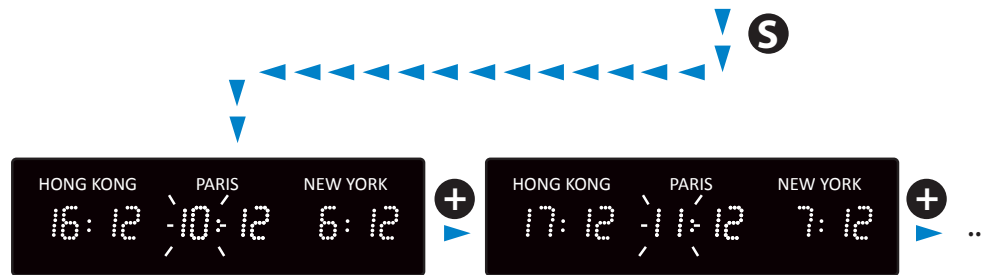 S
HONG KONG PARIS NEW YORK
16:12 10:12 6:12
+
HONG KONG PARIS NEW YORK
17:12 11:12 7:12
+
..